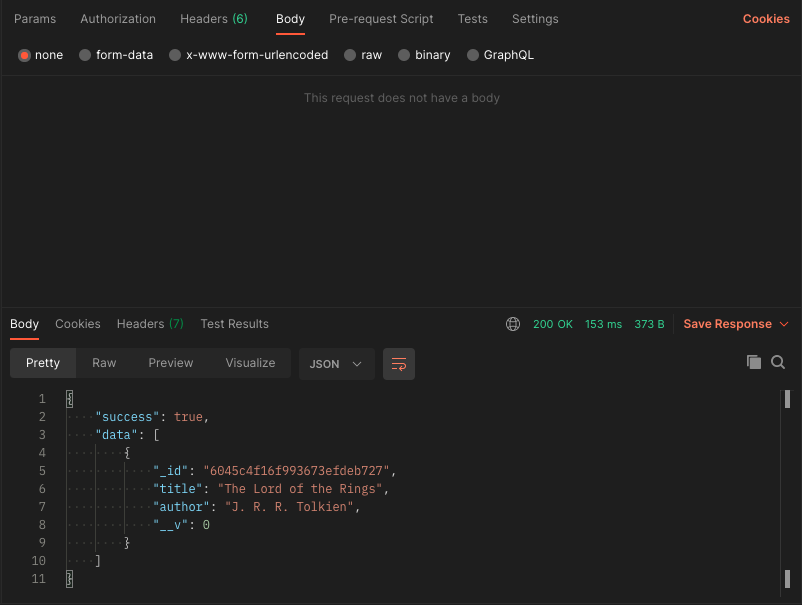 Params Authorization Headers (6) Body Pre-request Script Tests Settings Cookies
none form-data x-www-form-urlencoded raw binary GraphQL
This request does not have a body
Body Cookies Headers (7) Test Results 200 OK 153 ms 373 B Save Response
Pretty Raw Preview Visualize JSON
1 {
2 "success": true,
3 "data": [
4 {
5 "_id": "6045c4f16f993673efdeb727",
6 "title": "The Lord of the Rings",
7 "author": "J. R. R. Tolkien",
8 "__v": 0
9 }
10 ]
11 }